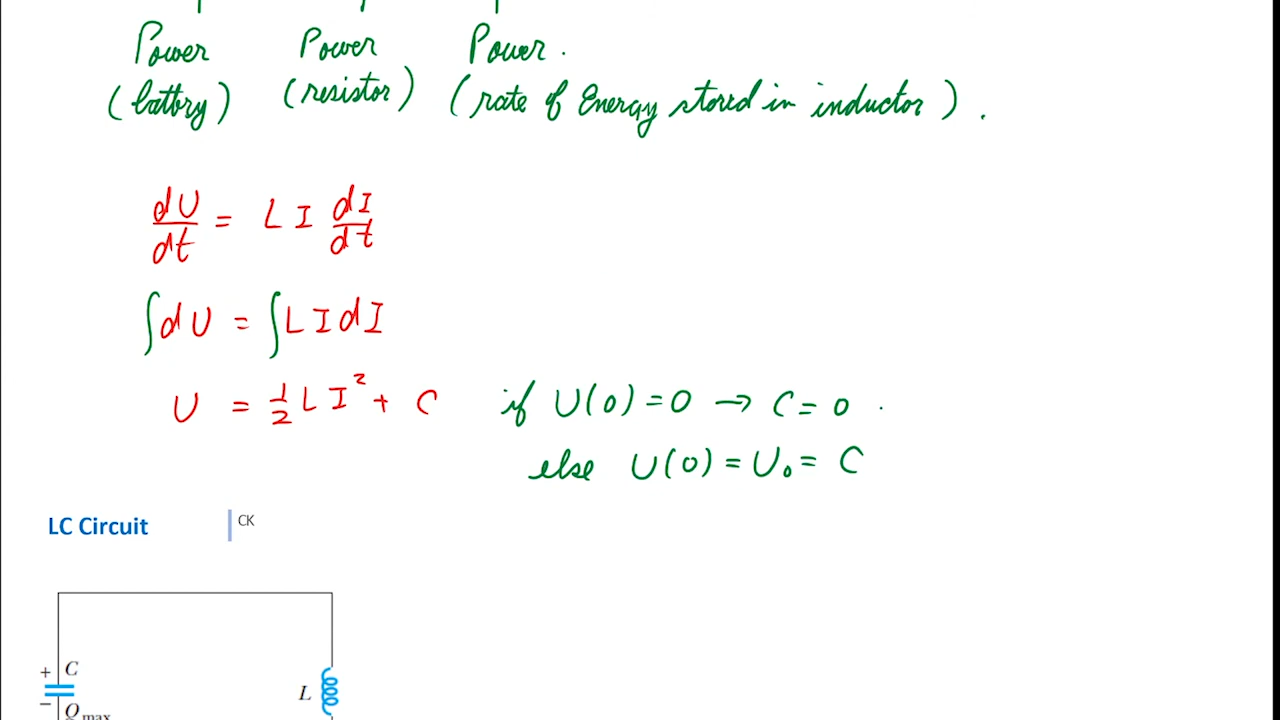 Power Power Power.
(battery) (resistor) (rate of Energy stored in inductor).
dU/dt = L I dI/dt
∫dU = ∫L I dI
U = 1/2 L I² + C if U(0) = 0 → C = 0.
else U(0) = U₀ = C
LC Circuit CK
+ C
L
− Qmax